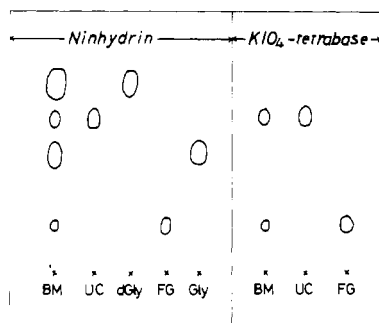 Ninhydrin KIO4-tetrabase
x x x x x x x x
BM UC dGly FG Gly BM UC FG